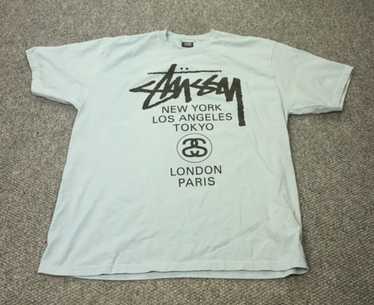 Stüssy
NEW YORK
LOS ANGELES
TOKYO
LONDON
PARIS